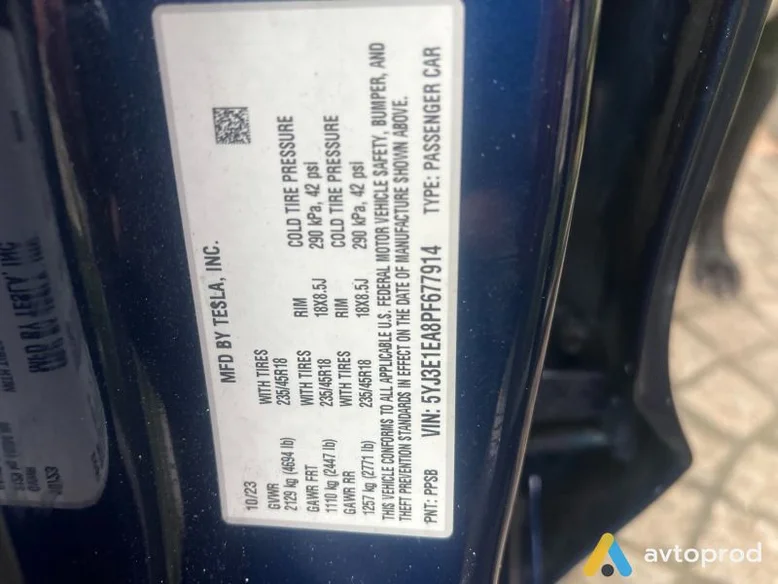 MFD BY TESLA, INC.
10/23
GVWR WITH TIRES RIM COLD TIRE PRESSURE
2129 kg (4694 lb) 235/45R18 18X8.5J 290 kPa, 42 psi
GAWR FRT WITH TIRES RIM COLD TIRE PRESSURE
1110 kg (2447 lb) 235/45R18 18X8.5J 290 kPa, 42 psi
GAWR RR WITH TIRES
1257 kg (2771 lb) 235/45R18
THIS VEHICLE CONFORMS TO ALL APPLICABLE U.S. FEDERAL MOTOR VEHICLE SAFETY, BUMPER, AND
THEFT PREVENTION STANDARDS IN EFFECT ON THE DATE OF MANUFACTURE SHOWN ABOVE.
PNT: PPSB VIN: 5YJ3E1EA8PF677914 TYPE: PASSENGER CAR
avtoprod